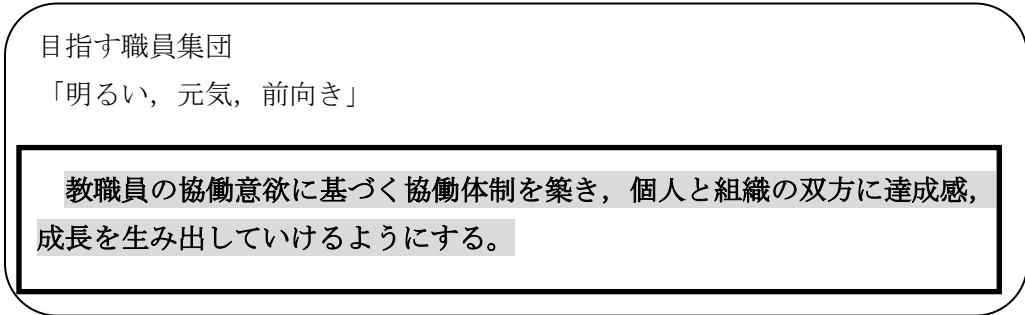 目指す職員集団
「明るい，元気，前向き」
教職員の協働意欲に基づく協働体制を築き，個人と組織の双方に達成感，
成長を生み出していけるようにする。